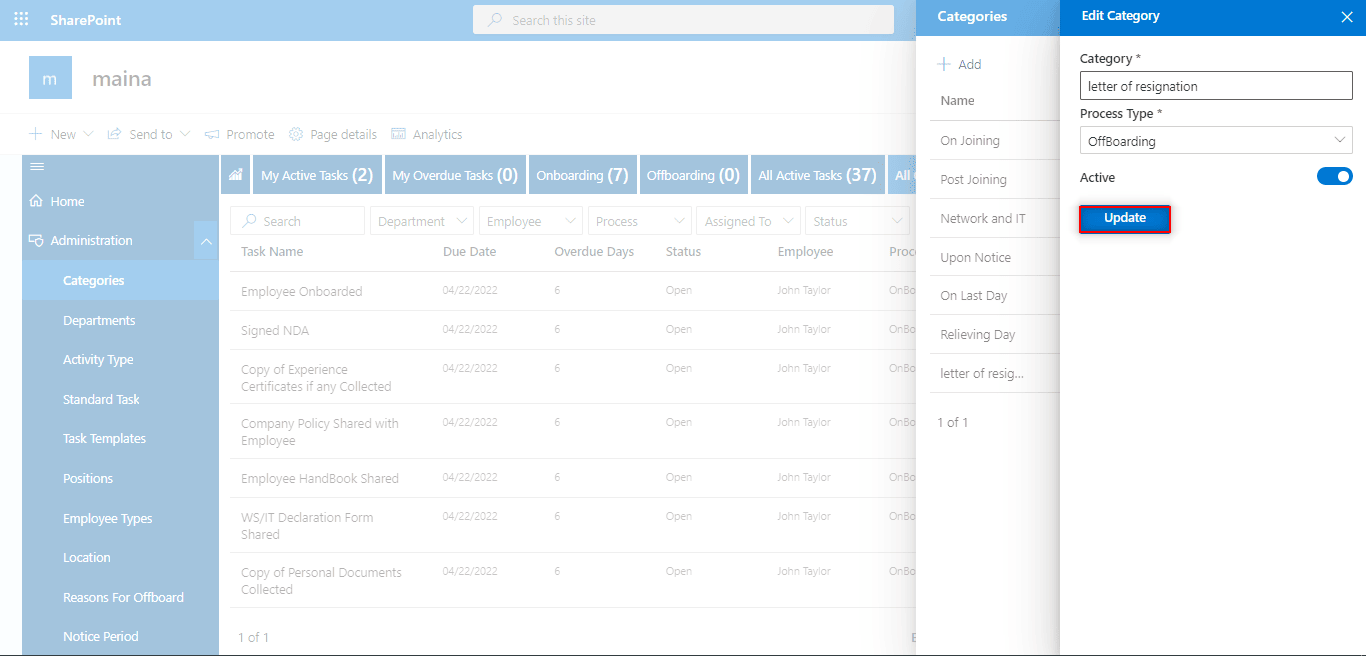 SharePoint
Search this site
Categories
Edit Category
m
maina
New
Send to
Promote
Page details
Analytics
Home
Administration
Categories
Departments
Activity Type
Standard Task
Task Templates
Positions
Employee Types
Location
Reasons For Offboard
Notice Period
My Active Tasks (2)
My Overdue Tasks (0)
Onboarding (7)
Offboarding (0)
All Active Tasks (37)
All
Search
Department
Employee
Process
Assigned To
Status
Task Name Due Date Overdue Days Status Employee Proc
Employee Onboarded 04/22/2022 6 Open John Taylor OnBo
Signed NDA 04/22/2022 6 Open John Taylor OnBo
Copy of Experience 04/22/2022 6 Open John Taylor OnBo
Certificates if any Collected
Company Policy Shared with 04/22/2022 6 Open John Taylor OnBo
Employee
Employee HandBook Shared 04/22/2022 6 Open John Taylor OnBo
WS/IT Declaration Form 04/22/2022 6 Open John Taylor OnBo
Shared
Copy of Personal Documents 04/22/2022 6 Open John Taylor OnBo
Collected
1 of 1
Add
Name
On Joining
Post Joining
Network and IT
Upon Notice
On Last Day
Relieving Day
letter of resig...
1 of 1
Category *
letter of resignation
Process Type *
OffBoarding
Active
Update